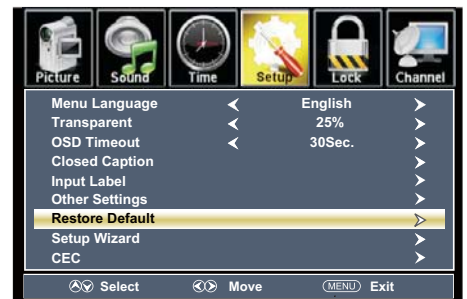 Picture Sound Time Setup Lock Channel
Menu Language English
Transparent 25%
OSD Timeout 30Sec.
Closed Caption
Input Label
Other Settings
Restore Default
Setup Wizard
CEC
Select Move MENU Exit